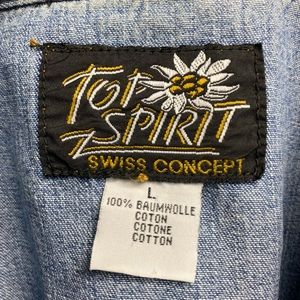 TOP
SPIRIT
SWISS CONCEPT
L
100% BAUMWOLLE
COTON
COTONE
COTTON